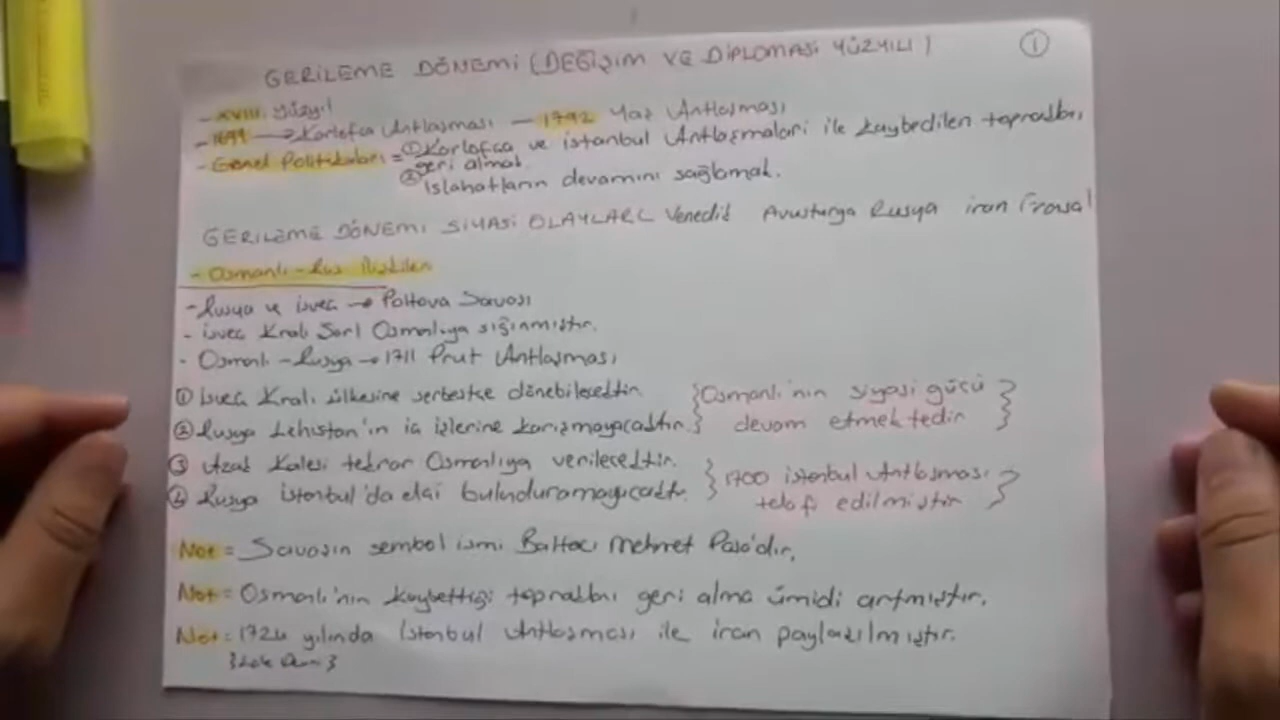 GERİLEME DÖNEMİ (DEĞİŞİM VE DİPLOMASİ YÜZYILI)
1
- XVIII. yüzyıl
- 1699 → Karlofça Antlaşması — 1792 Yaş Antlaşması
- Genel Politikaları = ① Karlofça ve İstanbul Antlaşmaları ile kaybedilen toprakları
geri almak
② Islahatların devamını sağlamak.
GERİLEME DÖNEMİ SİYASİ OLAYLARI Venedik Avusturya Rusya İran Fransa
- Osmanlı - Rus İlişkileri
- Rusya ve İsveç → Poltova Savaşı
- İsveç Kralı Şarl Osmanlıya sığınmıştır.
- Osmanlı - Rusya → 1711 Prut Antlaşması
① İsveç Kralı ülkesine serbestçe dönebilecektir. } Osmanlı'nın siyasi gücü }
② Rusya Lehistan'ın iç işlerine karışmayacaktır. } devam etmektedir }
③ Azak Kalesi tekrar Osmanlıya verilecektir. } 1700 İstanbul Antlaşması }
④ Rusya İstanbul'da elçi bulunduramayacaktı. } telafi edilmiştir }
Not = Savaşın sembol ismi Baltacı Mehmet Paşa'dır.
Not = Osmanlı'nın kaybettiği toprakları geri alma ümidi artmıştır.
Not = 1724 yılında İstanbul Antlaşması ile İran paylaşılmıştır.
{Lale Devri}